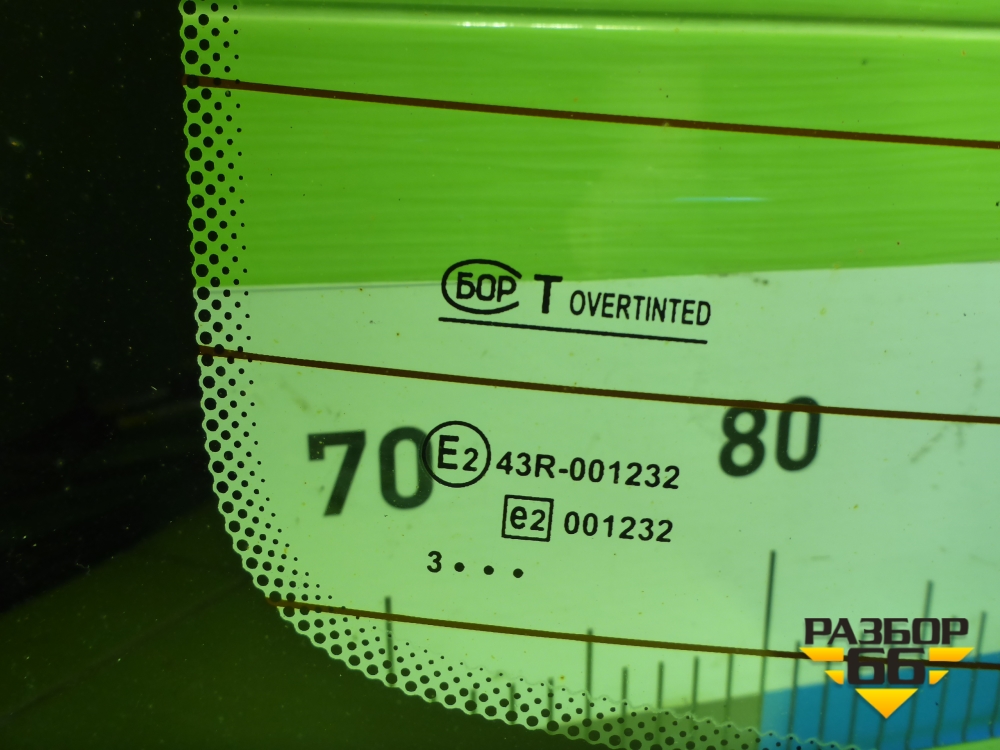 БОР T OVERTINTED
70 80
E2 43R-001232
e2 001232
3 • • •
РАЗБОР
66